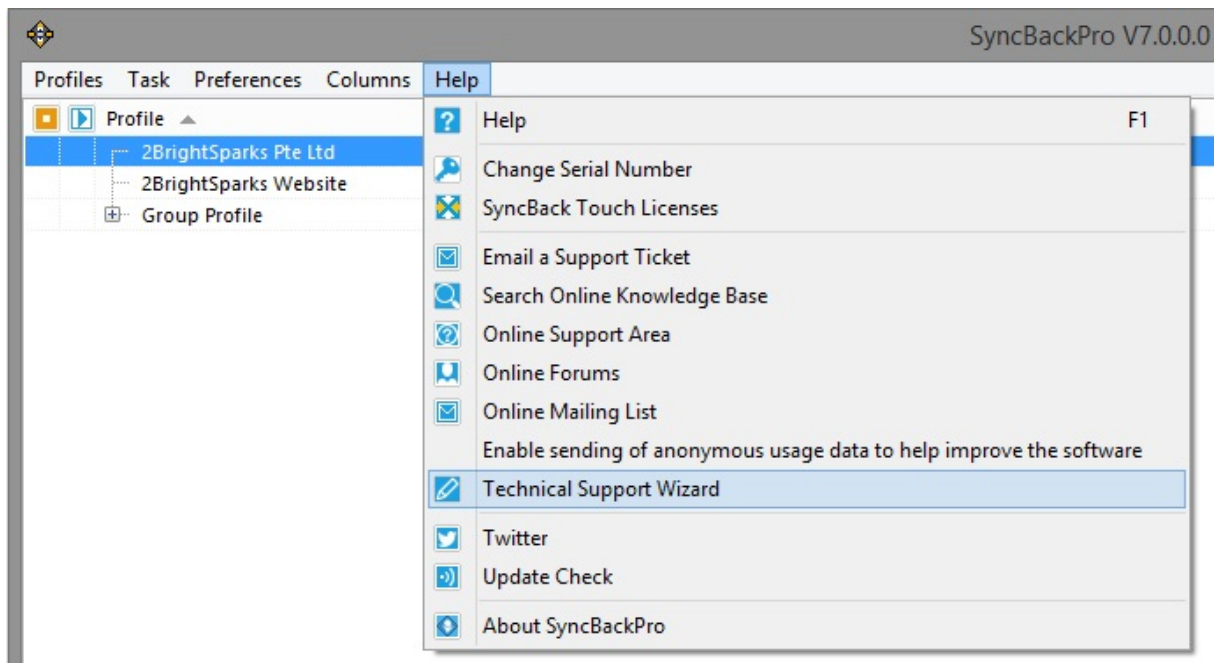 SyncBackPro V7.0.0.0
Profiles Task Preferences Columns Help
Profile
2BrightSparks Pte Ltd
2BrightSparks Website
Group Profile
Help F1
Change Serial Number
SyncBack Touch Licenses
Email a Support Ticket
Search Online Knowledge Base
Online Support Area
Online Forums
Online Mailing List
Enable sending of anonymous usage data to help improve the software
Technical Support Wizard
Twitter
Update Check
About SyncBackPro